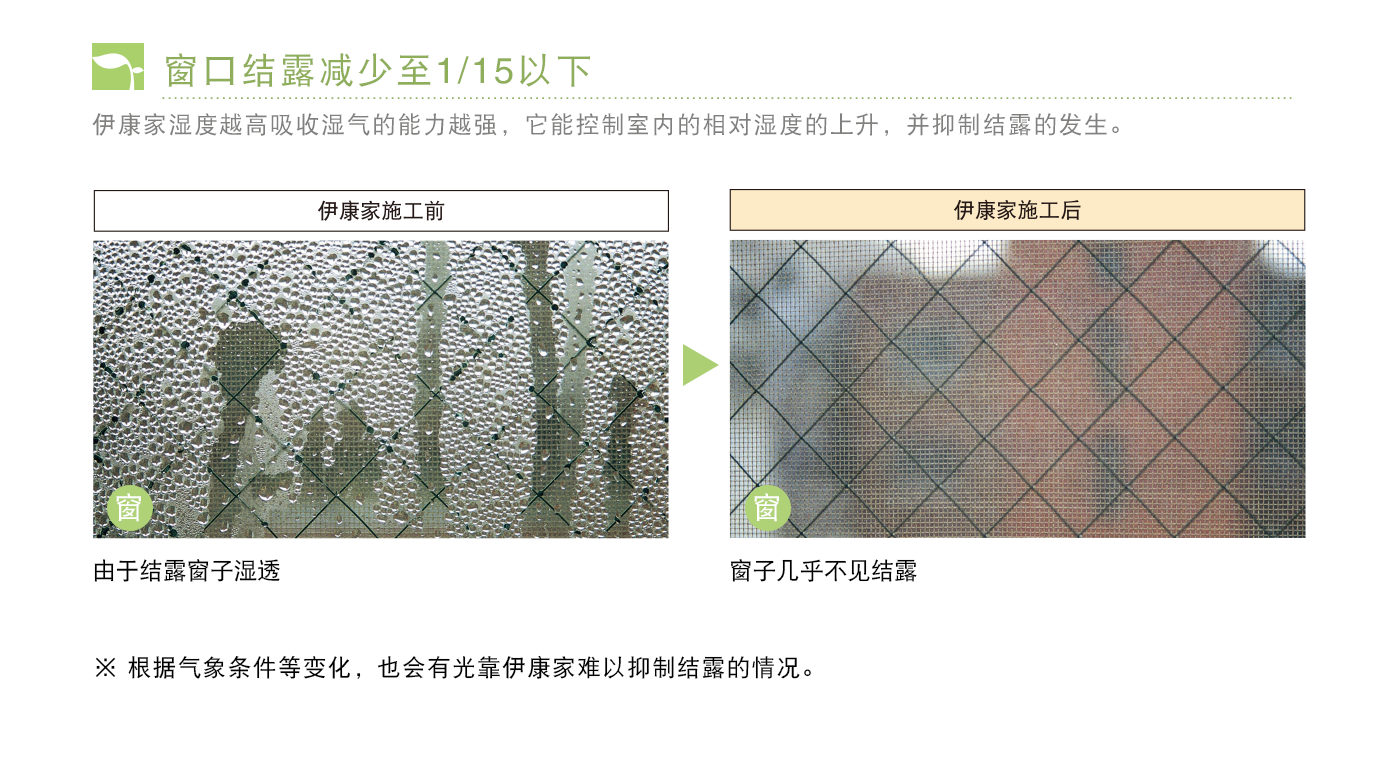 窗口结露减少至1/15以下
伊康家湿度越高吸收湿气的能力越强，它能控制室内的相对湿度的上升，并抑制结露的发生。
伊康家施工前
伊康家施工后
窗
窗
由于结露窗子湿透
窗子几乎不见结露
※ 根据气象条件等变化，也会有光靠伊康家难以抑制结露的情况。